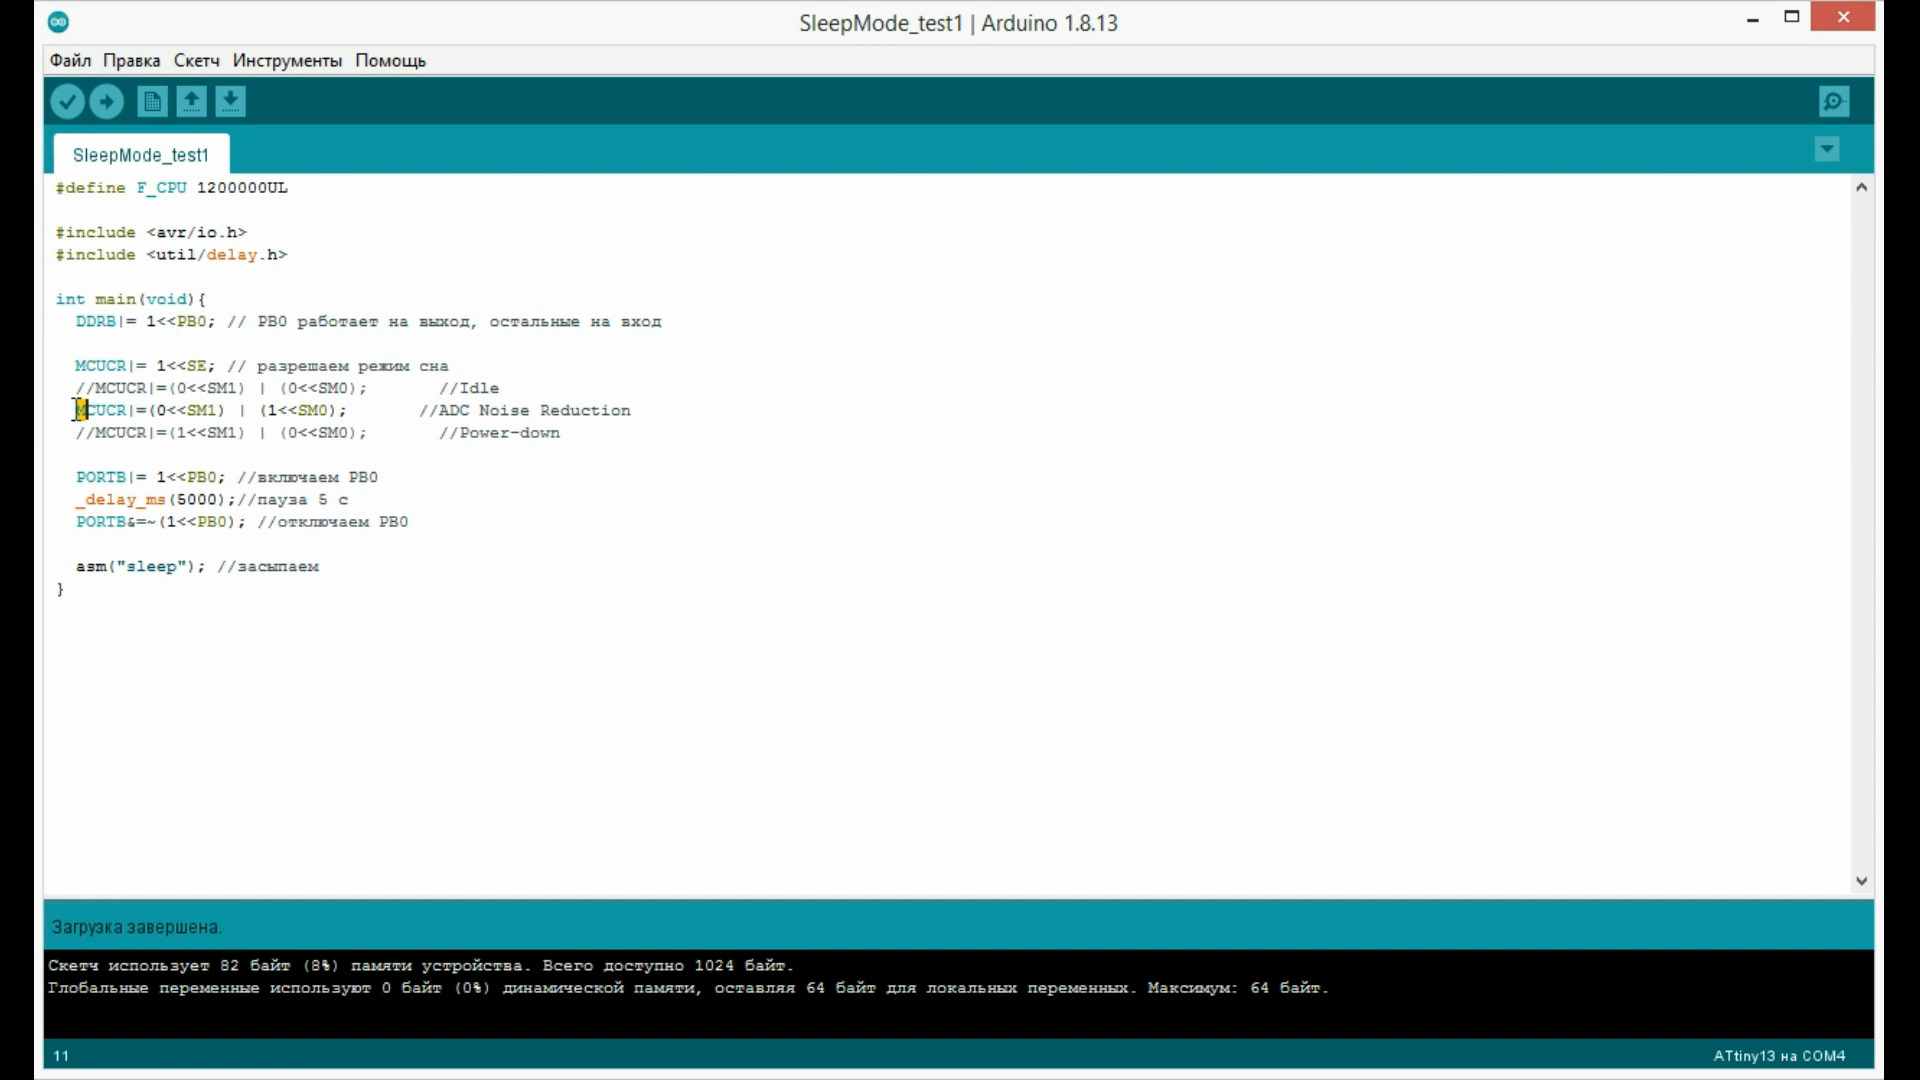 SleepMode_test1 | Arduino 1.8.13
Файл Правка Скетч Инструменты Помощь
SleepMode_test1
#define F_CPU 1200000UL
#include <avr/io.h>
#include <util/delay.h>
int main(void){
DDRB|= 1<<PB0; // PB0 работает на выход, остальные на вход
MCUCR|= 1<<SE; // разрешаем режим сна
//MCUCR|=(0<<SM1) | (0<<SM0); //Idle
MCUCR|=(0<<SM1) | (1<<SM0); //ADC Noise Reduction
//MCUCR|=(1<<SM1) | (0<<SM0); //Power-down
PORTB|= 1<<PB0; //включаем PB0
_delay_ms(5000);//пауза 5 с
PORTB&=~(1<<PB0); //отключаем PB0
asm("sleep"); //засыпаем
}
Загрузка завершена.
Скетч использует 82 байт (8%) памяти устройства. Всего доступно 1024 байт.
Глобальные переменные используют 0 байт (0%) динамической памяти, оставляя 64 байт для локальных переменных. Максимум: 64 байт.
11 ATtiny13 на COM4